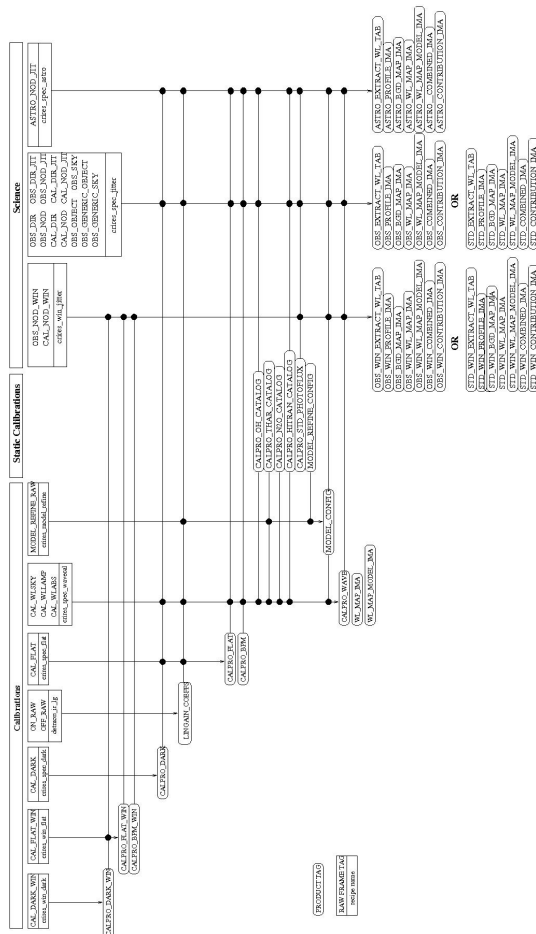 Calibrations
Static Calibrations
Science
CAL_DARK_WIN
crires_win_dark
CAL_FLAT_WIN
crires_win_flat
CAL_DARK
crires_spec_dark
ON_RAW
OFF_RAW
detmon_ir_lg
CAL_FLAT
crires_spec_flat
CAL_WLSKY
CAL_WLLAMP
CAL_WLABS
crires_spec_wavecal
MODEL_REFINE_RAW
crires_model_refine
OBS_NOD_WIN
CAL_NOD_WIN
crires_win_jitter
OBS_DIR OBS_DIR_JIT
OBS_NOD OBS_NOD_JIT
CAL_DIR CAL_DIR_JIT
CAL_NOD CAL_NOD_JIT
OBS_OBJECT OBS_SKY
OBS_GENERIC_OBJECT
OBS_GENERIC_SKY
crires_spec_jitter
ASTRO_NOD_JIT
crires_spec_astro
CALPRO_DARK_WIN
CALPRO_FLAT_WIN
CALPRO_BPM_WIN
CALPRO_DARK
LINGAIN_COEFFS
CALPRO_FLAT
CALPRO_BPM
CALPRO_OH_CATALOG
CALPRO_THAR_CATALOG
CALPRO_N2O_CATALOG
CALPRO_HITRAN_CATALOG
CALPRO_STD_PHOTOFLUX
MODEL_REFINE_CONFIG
MODEL_CONFIG
CALPRO_WAVE
WL_MAP_IMA
WL_MAP_MODEL_IMA
OBS_WIN_EXTRACT_WL_TAB
OBS_WIN_PROFILE_IMA
OBS_BGD_MAP_IMA
OBS_WIN_WL_MAP_IMA
OBS_WIN_WL_MAP_MODEL_IMA
OBS_WIN_COMBINED_IMA
OBS_WIN_CONTRIBUTION_IMA
OR
STD_WIN_EXTRACT_WL_TAB
STD_WIN_PROFILE_IMA
STD_WIN_BGD_MAP_IMA
STD_WIN_WL_MAP_IMA
STD_WIN_WL_MAP_MODEL_IMA
STD_WIN_COMBINED_IMA
STD_WIN_CONTRIBUTION_IMA
OBS_EXTRACT_WL_TAB
OBS_PROFILE_IMA
OBS_BGD_MAP_IMA
OBS_WL_MAP_IMA
OBS_WL_MAP_MODEL_IMA
OBS_COMBINED_IMA
OBS_CONTRIBUTION_IMA
OR
STD_EXTRACT_WL_TAB
STD_PROFILE_IMA
STD_BGD_MAP_IMA
STD_WL_MAP_IMA
STD_WL_MAP_MODEL_IMA
STD_COMBINED_IMA
STD_CONTRIBUTION_IMA
ASTRO_EXTRACT_WL_TAB
ASTRO_PROFILE_IMA
ASTRO_BGD_MAP_IMA
ASTRO_WL_MAP_IMA
ASTRO_WL_MAP_MODEL_IMA
ASTRO_COMBINED_IMA
ASTRO_CONTRIBUTION_IMA
PRODUCT TAG
RAW FRAME TAG
recipe name